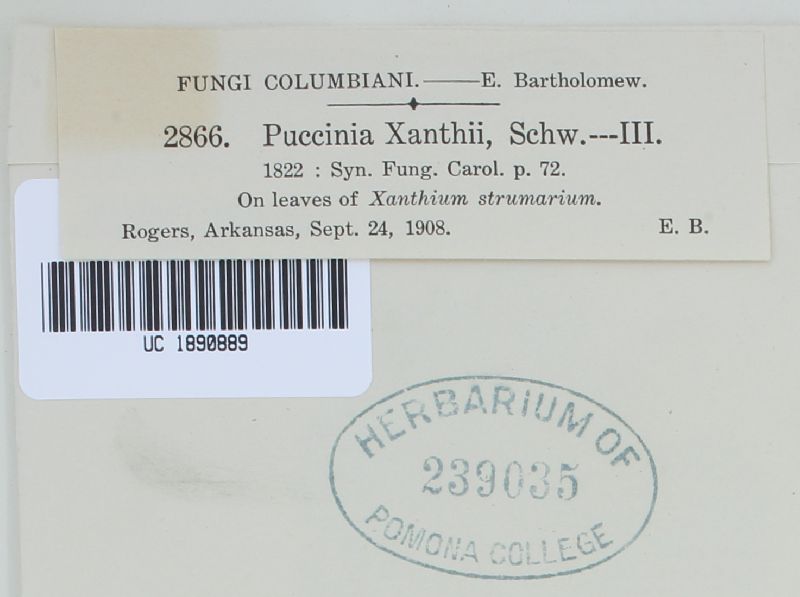 FUNGI COLUMBIANI.——E. Bartholomew.
2866. Puccinia Xanthii, Schw.---III.
1822 : Syn. Fung. Carol. p. 72.
On leaves of Xanthium strumarium.
Rogers, Arkansas, Sept. 24, 1908. E. B.
UC 1890889
HERBARIUM OF
239035
POMONA COLLEGE